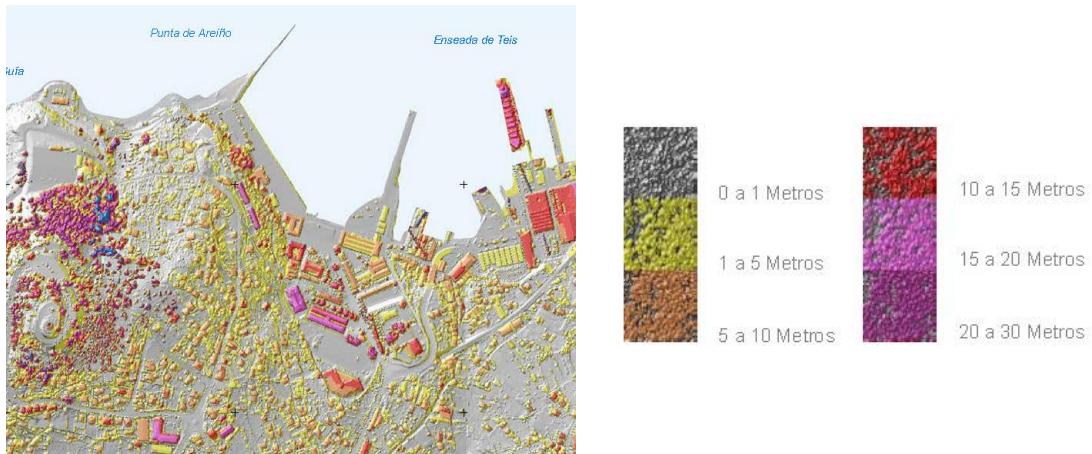 Punta de Areíño
Enseada de Teis
Guía
0 a 1 Metros
1 a 5 Metros
5 a 10 Metros
10 a 15 Metros
15 a 20 Metros
20 a 30 Metros